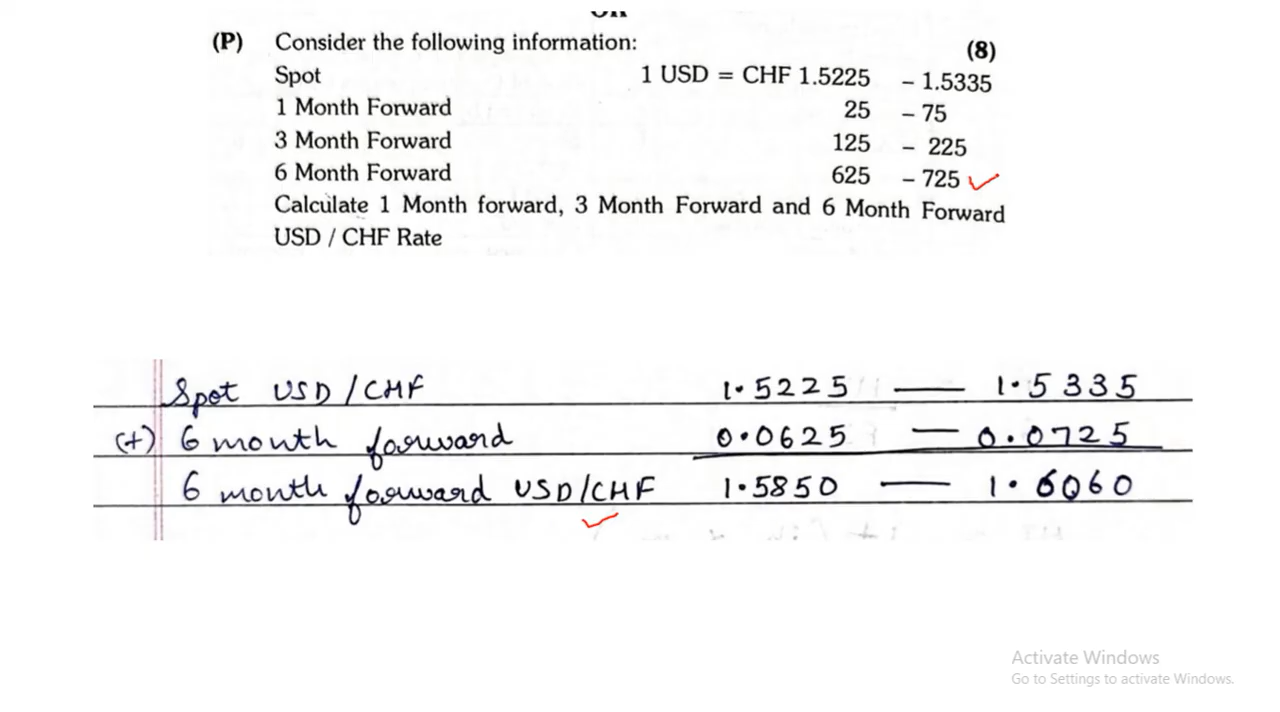 (P) Consider the following information: (8)
Spot 1 USD = CHF 1.5225 – 1.5335
1 Month Forward 25 – 75
3 Month Forward 125 – 225
6 Month Forward 625 – 725
Calculate 1 Month forward, 3 Month Forward and 6 Month Forward
USD / CHF Rate
Spot USD/CHF 1.5225 — 1.5335
(+) 6 month forward 0.0625 — 0.0725
6 month forward USD/CHF 1.5850 — 1.6060
Activate Windows
Go to Settings to activate Windows.